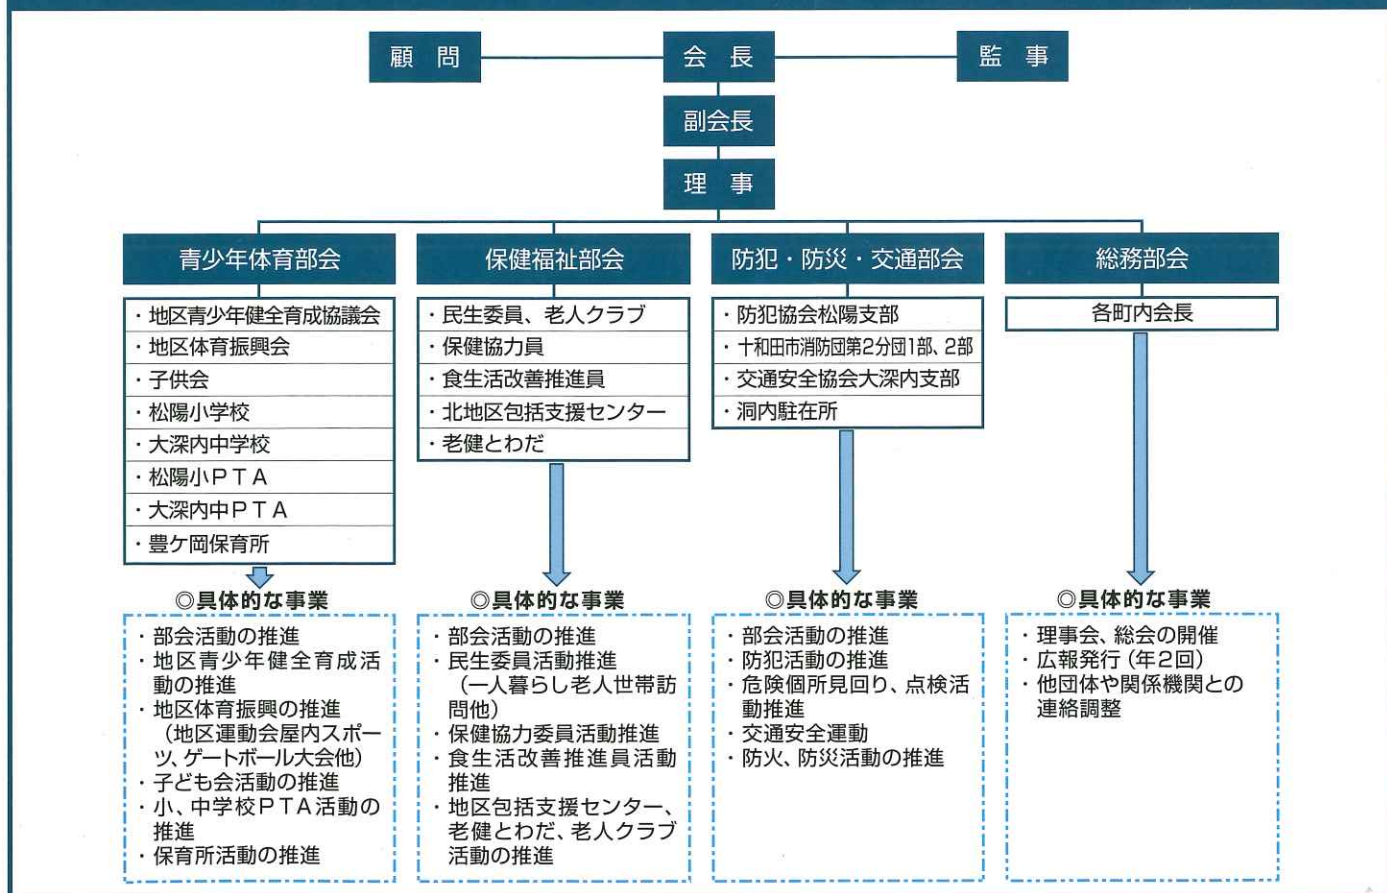 顧 問
会 長
監 事
副会長
理 事
青少年体育部会
・地区青少年健全育成協議会
・地区体育振興会
・子供会
・松陽小学校
・大深内中学校
・松陽小PTA
・大深内中PTA
・豊ケ岡保育所
◎具体的な事業
・部会活動の推進
・地区青少年健全育成活
動の推進
・地区体育振興の推進
(地区運動会屋内スポー
ツ、ゲートボール大会他)
・子ども会活動の推進
・小、中学校PTA活動の
推進
・保育所活動の推進
保健福祉部会
・民生委員、老人クラブ
・保健協力員
・食生活改善推進員
・北地区包括支援センター
・老健とわだ
◎具体的な事業
・部会活動の推進
・民生委員活動推進
(一人暮らし老人世帯訪
問他)
・保健協力委員活動推進
・食生活改善推進員活動
推進
・地区包括支援センター、
老健とわだ、老人クラブ
活動の推進
防犯・防災・交通部会
・防犯協会松陽支部
・十和田市消防団第2分団1部、2部
・交通安全協会大深内支部
・洞内駐在所
◎具体的な事業
・部会活動の推進
・防犯活動の推進
・危険個所見回り、点検活
動推進
・交通安全運動
・防火、防災活動の推進
総務部会
各町内会長
◎具体的な事業
・理事会、総会の開催
・広報発行(年2回)
・他団体や関係機関との
連絡調整